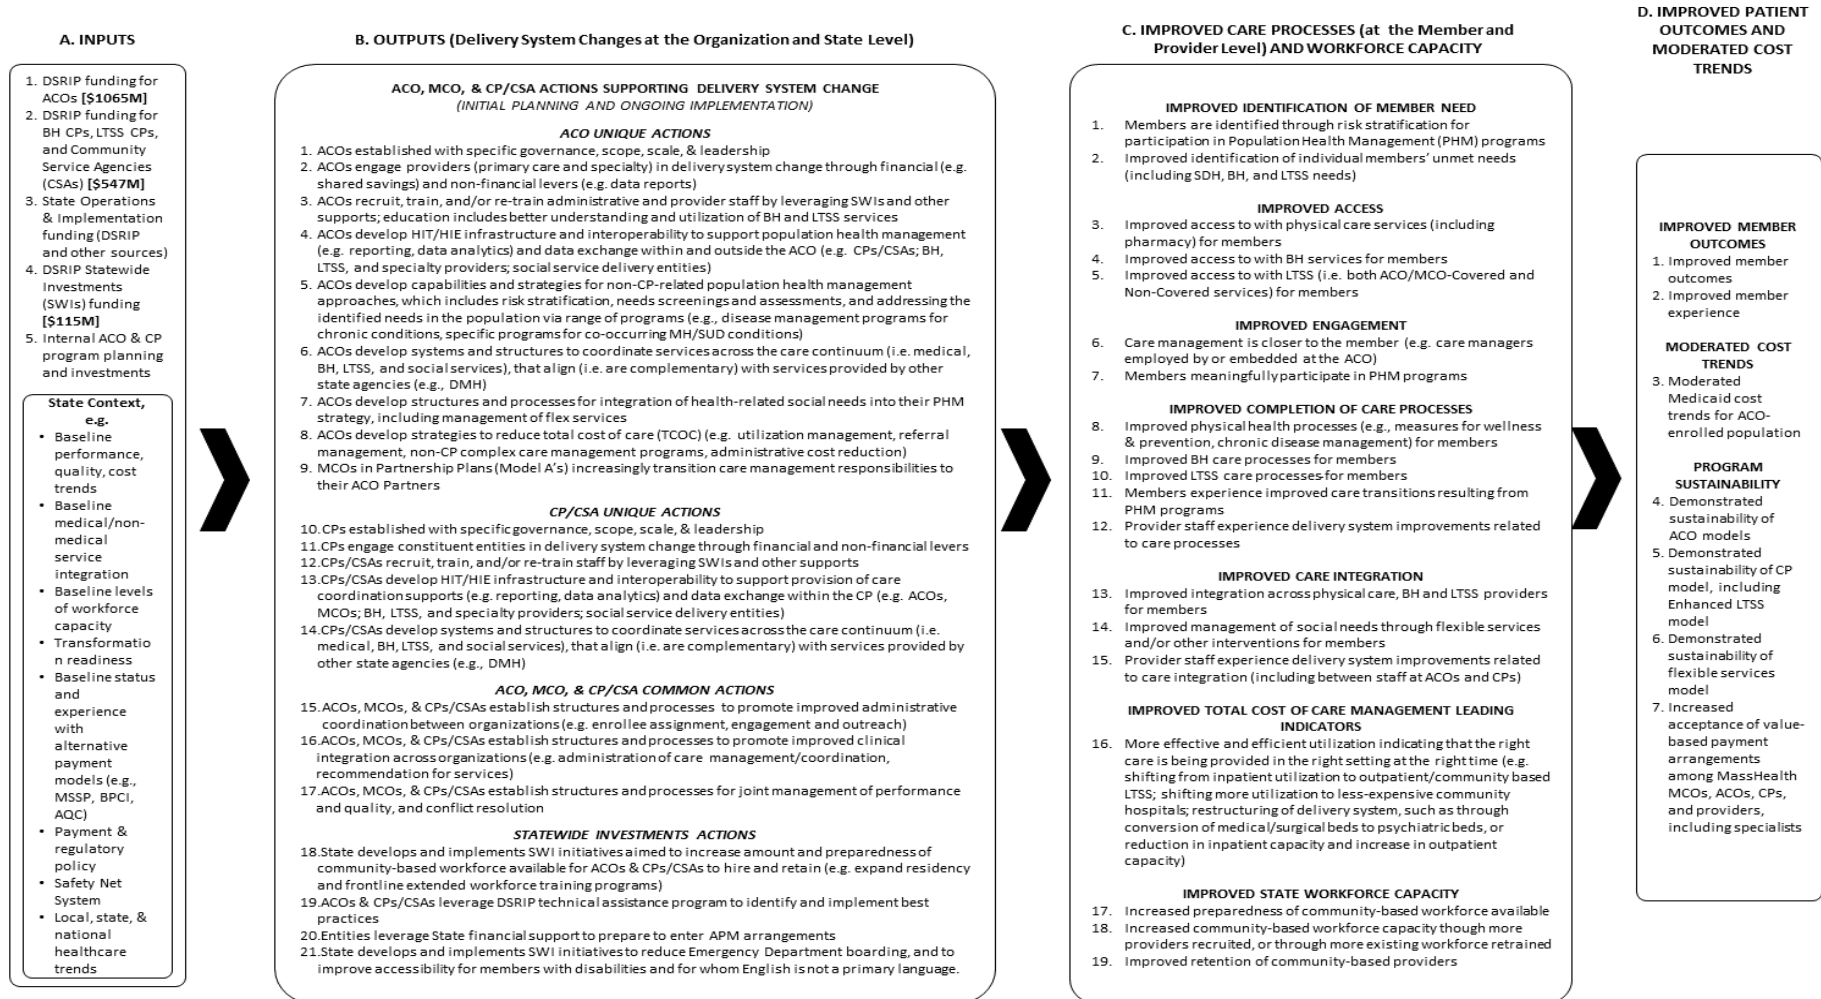 A. INPUTS
1. DSRIP funding for
ACOs [$1065M]
2. DSRIP funding for
BH CPs, LTSS CPs,
and Community
Service Agencies
(CSAs) [$547M]
3. State Operations
& Implementation
funding (DSRIP
and other sources)
4. DSRIP Statewide
Investments
(SWIs) funding
[$115M]
5. Internal ACO & CP
program planning
and investments
State Context,
e.g.
• Baseline
performance,
quality, cost
trends
• Baseline
medical/non-
medical
service
integration
• Baseline levels
of workforce
capacity
• Transformatio
n readiness
• Baseline status
and
experience
with
alternative
payment
models (e.g.,
MSSP, BPCI,
AQC)
• Payment &
regulatory
policy
• Safety Net
System
• Local, state, &
national
healthcare
trends
B. OUTPUTS (Delivery System Changes at the Organization and State Level)
ACO, MCO, & CP/CSA ACTIONS SUPPORTING DELIVERY SYSTEM CHANGE
(INITIAL PLANNING AND ONGOING IMPLEMENTATION)
ACO UNIQUE ACTIONS
1. ACOs established with specific governance, scope, scale, & leadership
2. ACOs engage providers (primary care and specialty) in delivery system change through financial (e.g.
shared savings) and non-financial levers (e.g. data reports)
3. ACOs recruit, train, and/or re-train administrative and provider staff by leveraging SWIs and other
supports; education includes better understanding and utilization of BH and LTSS services
4. ACOs develop HIT/HIE infrastructure and interoperability to support population health management
(e.g. reporting, data analytics) and data exchange within and outside the ACO (e.g. CPs/CSAs; BH,
LTSS, and specialty providers; social service delivery entities)
5. ACOs develop capabilities and strategies for non-CP-related population health management
approaches, which includes risk stratification, needs screenings and assessments, and addressing the
identified needs in the population via range of programs (e.g., disease management programs for
chronic conditions, specific programs for co-occurring MH/SUD conditions)
6. ACOs develop systems and structures to coordinate services across the care continuum (i.e. medical,
BH, LTSS, and social services), that align (i.e. are complementary) with services provided by other
state agencies (e.g., DMH)
7. ACOs develop structures and processes for integration of health-related social needs into their PHM
strategy, including management of flex services
8. ACOs develop strategies to reduce total cost of care (TCOC) (e.g. utilization management, referral
management, non-CP complex care management programs, administrative cost reduction)
9. MCOs in Partnership Plans (Model A's) increasingly transition care management responsibilities to
their ACO Partners
CP/CSA UNIQUE ACTIONS
10.CPs established with specific governance, scope, scale, & leadership
11.CPs engage constituent entities in delivery system change through financial and non-financial levers
12.CPs/CSAs recruit, train, and/or re-train staff by leveraging SWIs and other supports
13.CPs/CSAs develop HIT/HIE infrastructure and interoperability to support provision of care
coordination supports (e.g. reporting, data analytics) and data exchange within the CP (e.g. ACOs,
MCOs; BH, LTSS, and specialty providers; social service delivery entities)
14.CPs/CSAs develop systems and structures to coordinate services across the care continuum (i.e.
medical, BH, LTSS, and social services), that align (i.e. are complementary) with services provided by
other state agencies (e.g., DMH)
ACO, MCO, & CP/CSA COMMON ACTIONS
15.ACOs, MCOs, & CPs/CSAs establish structures and processes to promote improved administrative
coordination between organizations (e.g. enrollee assignment, engagement and outreach)
16.ACOs, MCOs, & CPs/CSAs establish structures and processes to promote improved clinical
integration across organizations (e.g. administration of care management/coordination,
recommendation for services)
17.ACOs, MCOs, & CPs/CSAs establish structures and processes for joint management of performance
and quality, and conflict resolution
STATEWIDE INVESTMENTS ACTIONS
18.State develops and implements SWI initiatives aimed to increase amount and preparedness of
community-based workforce available for ACOs & CPs/CSAs to hire and retain (e.g. expand residency
and frontline extended workforce training programs)
19.ACOs & CPs/CSAs leverage DSRIP technical assistance program to identify and implement best
practices
20.Entities leverage State financial support to prepare to enter APM arrangements
21.State develops and implements SWI initiatives to reduce Emergency Department boarding, and to
improve accessibility for members with disabilities and for whom English is not a primary language.
C. IMPROVED CARE PROCESSES (at the Member and
Provider Level) AND WORKFORCE CAPACITY
IMPROVED IDENTIFICATION OF MEMBER NEED
1. Members are identified through risk stratification for
participation in Population Health Management (PHM) programs
2. Improved identification of individual members' unmet needs
(including SDH, BH, and LTSS needs)
IMPROVED ACCESS
3. Improved access to with physical care services (including
pharmacy) for members
4. Improved access to with BH services for members
5. Improved access to with LTSS (i.e. both ACO/MCO-Covered and
Non-Covered services) for members
IMPROVED ENGAGEMENT
6. Care management is closer to the member (e.g. care managers
employed by or embedded at the ACO)
7. Members meaningfully participate in PHM programs
IMPROVED COMPLETION OF CARE PROCESSES
8. Improved physical health processes (e.g., measures for wellness
& prevention, chronic disease management) for members
9. Improved BH care processes for members
10. Improved LTSS care processes for members
11. Members experience improved care transitions resulting from
PHM programs
12. Provider staff experience delivery system improvements related
to care processes
IMPROVED CARE INTEGRATION
13. Improved integration across physical care, BH and LTSS providers
for members
14. Improved management of social needs through flexible services
and/or other interventions for members
15. Provider staff experience delivery system improvements related
to care integration (including between staff at ACOs and CPs)
IMPROVED TOTAL COST OF CARE MANAGEMENT LEADING
INDICATORS
16. More effective and efficient utilization indicating that the right
care is being provided in the right setting at the right time (e.g.
shifting from inpatient utilization to outpatient/community based
LTSS; shifting more utilization to less-expensive community
hospitals; restructuring of delivery system, such as through
conversion of medical/surgical beds to psychiatric beds, or
reduction in inpatient capacity and increase in outpatient
capacity)
IMPROVED STATE WORKFORCE CAPACITY
17. Increased preparedness of community-based workforce available
18. Increased community-based workforce capacity though more
providers recruited, or through more existing workforce retrained
19. Improved retention of community-based providers
D. IMPROVED PATIENT
OUTCOMES AND
MODERATED COST
TRENDS
IMPROVED MEMBER
OUTCOMES
1. Improved member
outcomes
2. Improved member
experience
MODERATED COST
TRENDS
3. Moderated
Medicaid cost
trends for ACO-
enrolled population
PROGRAM
SUSTAINABILITY
4. Demonstrated
sustainability of
ACO models
5. Demonstrated
sustainability of CP
model, including
Enhanced LTSS
model
6. Demonstrated
sustainability of
flexible services
model
7. Increased
acceptance of value-
based payment
arrangements
among MassHealth
MCOs, ACOs, CPs,
and providers,
including specialists